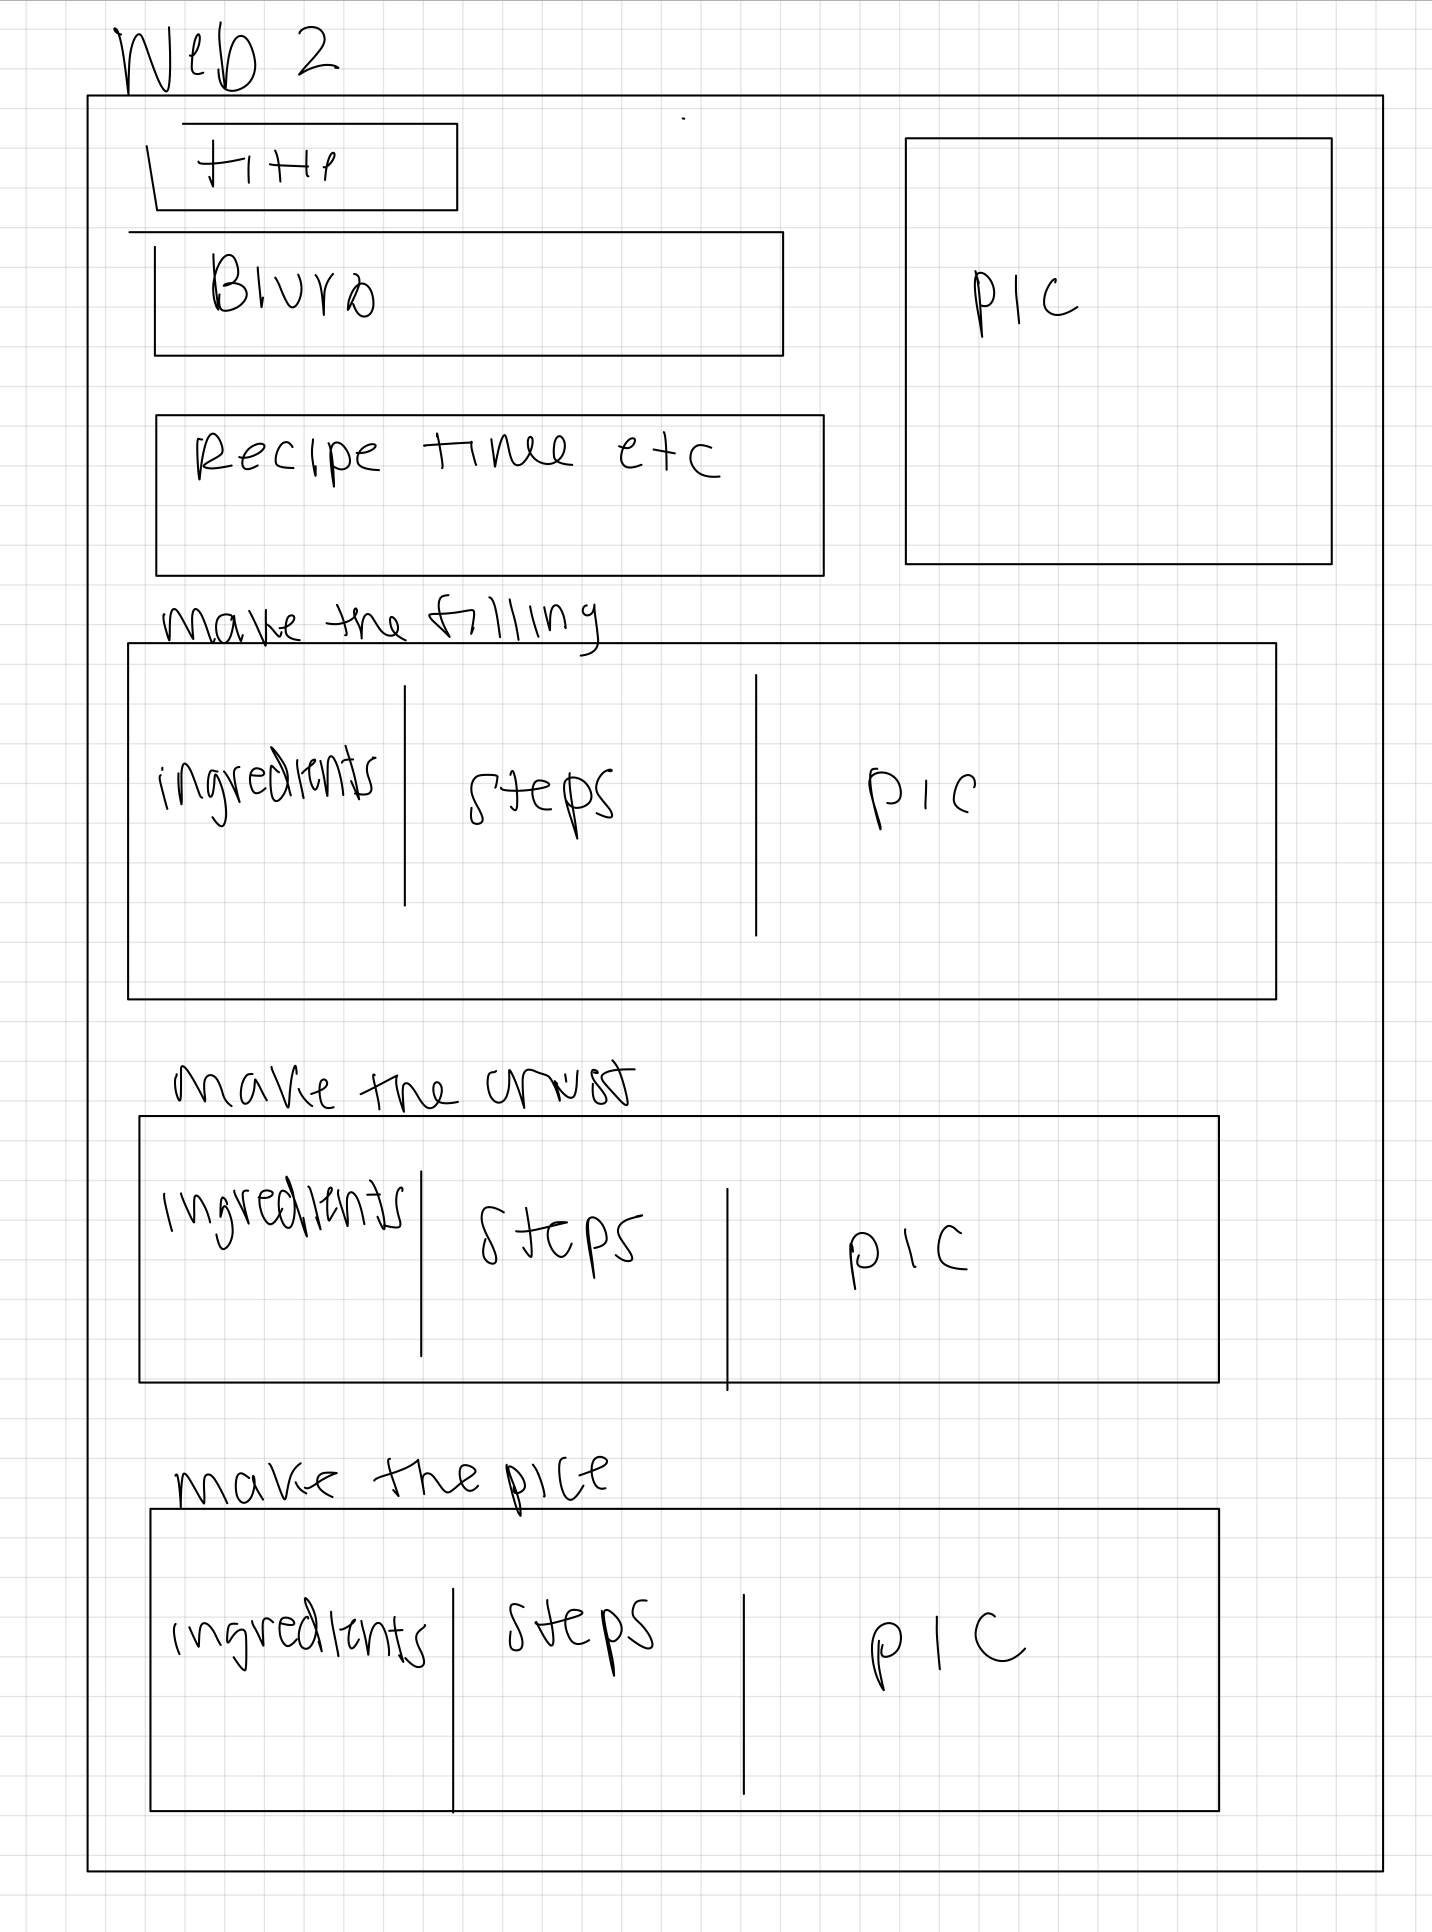 Web 2
title
Blurb
pic
Recipe time etc
make the filling
ingredients
steps
pic
make the crust
ingredients
steps
pic
make the pice
ingredients
steps
pic